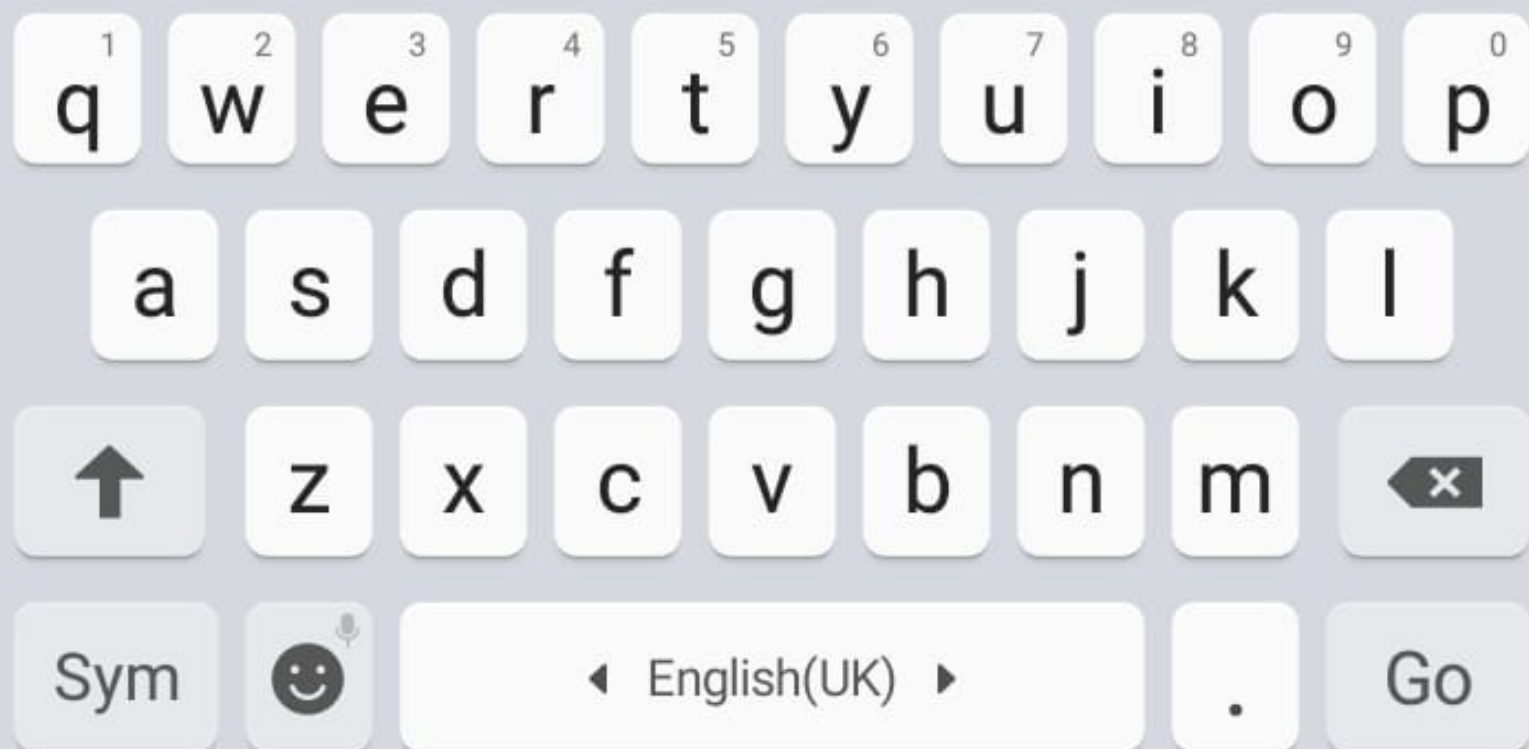 1 2 3 4 5 6 7 8 9 0
q w e r t y u i o p
a s d f g h j k l
z x c v b n m
Sym English(UK) . Go